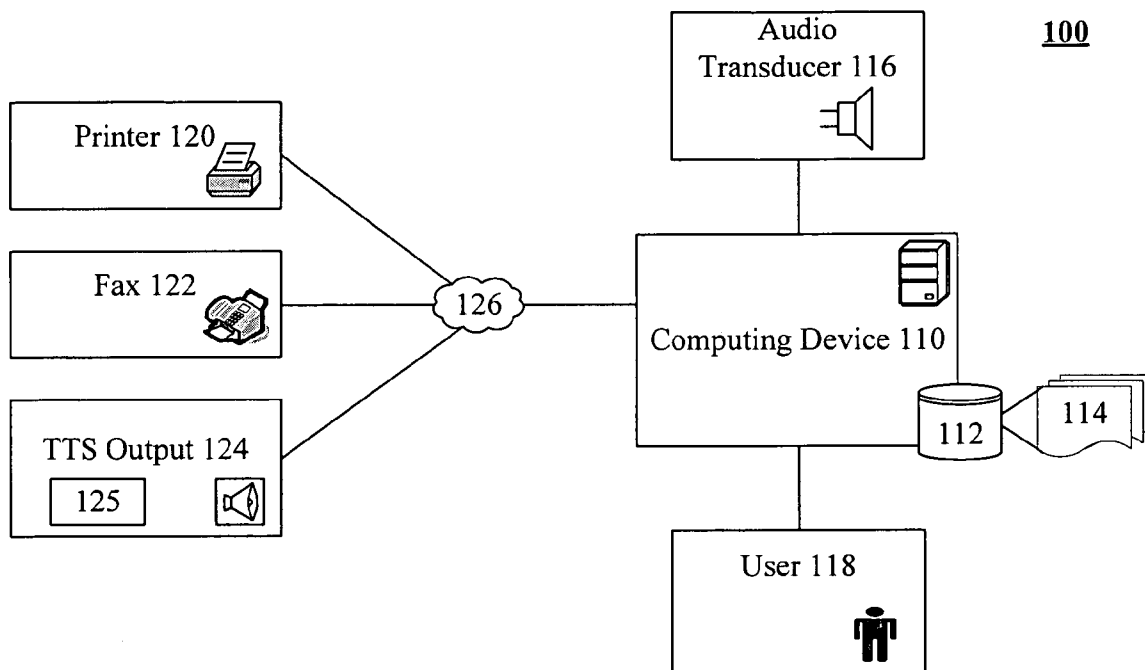 100
Audio
Transducer 116
Printer 120
Fax 122
126
Computing Device 110
112
114
TTS Output 124
125
User 118